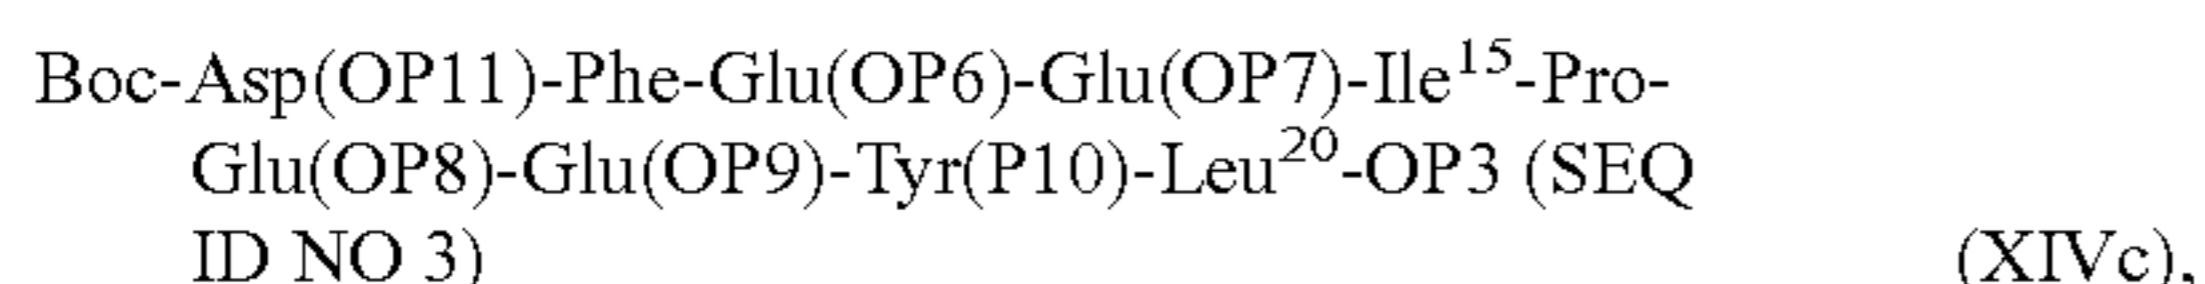 Boc-Asp(OP11)-Phe-Glu(OP6)-Glu(OP7)-Ile¹⁵-Pro-
Glu(OP8)-Glu(OP9)-Tyr(P10)-Leu²⁰-OP3 (SEQ
ID NO 3) (XIVc),